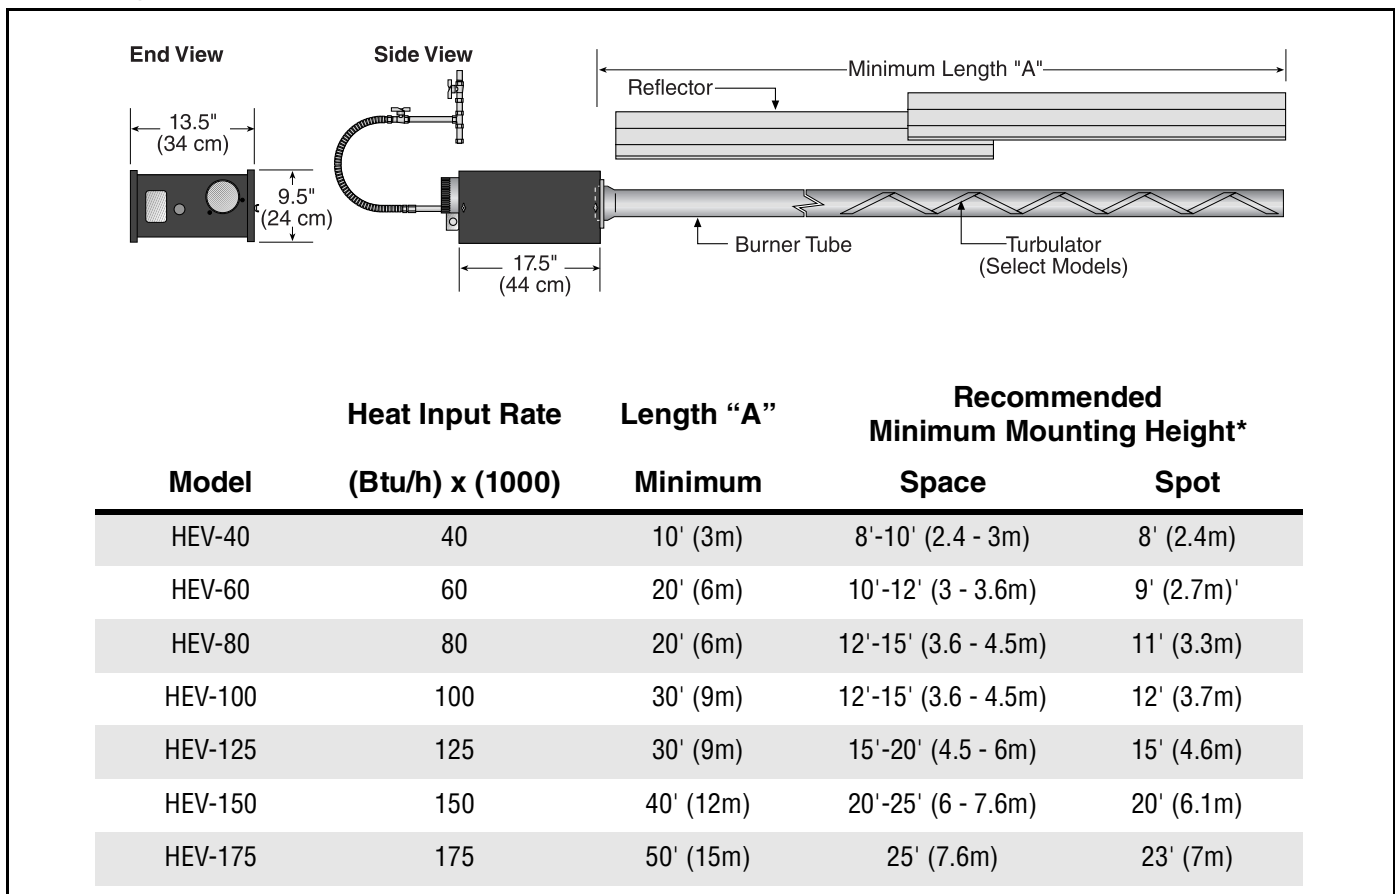 End View
Side View
Minimum Length "A"
Reflector
13.5"
(34 cm)
9.5"
(24 cm)
Burner Tube
Turbulator
(Select Models)
17.5"
(44 cm)
Heat Input Rate Length “A” Recommended
Minimum Mounting Height*
Model (Btu/h) x (1000) Minimum Space Spot
HEV-40 40 10' (3m) 8'-10' (2.4 - 3m) 8' (2.4m)
HEV-60 60 20' (6m) 10'-12' (3 - 3.6m) 9' (2.7m)'
HEV-80 80 20' (6m) 12'-15' (3.6 - 4.5m) 11' (3.3m)
HEV-100 100 30' (9m) 12'-15' (3.6 - 4.5m) 12' (3.7m)
HEV-125 125 30' (9m) 15'-20' (4.5 - 6m) 15' (4.6m)
HEV-150 150 40' (12m) 20'-25' (6 - 7.6m) 20' (6.1m)
HEV-175 175 50' (15m) 25' (7.6m) 23' (7m)